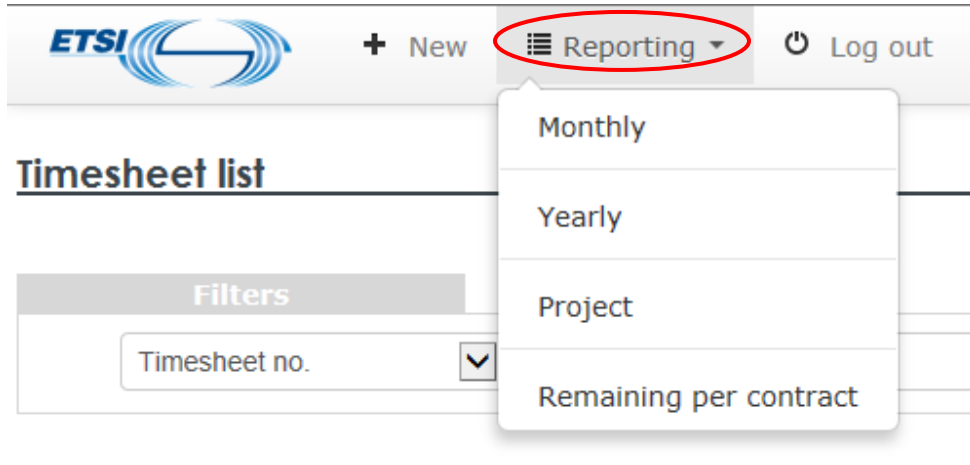 ETSI
New
Reporting
Log out
Monthly
Timesheet list
Yearly
Filters
Project
Timesheet no.
Remaining per contract